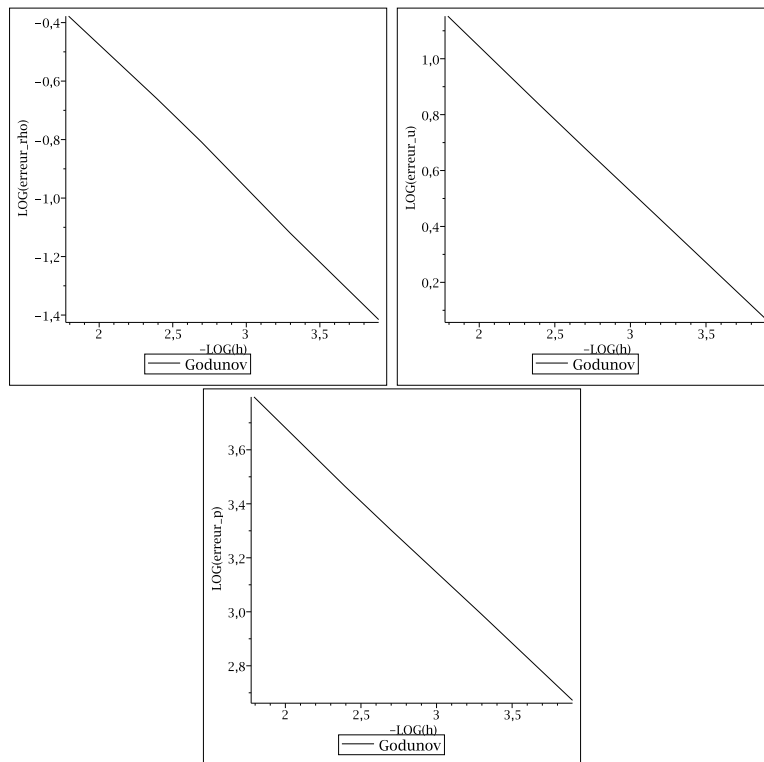 −0,4
−0,6
−0,8
−1,0
−1,2
−1,4
LOG(erreur_rho)
2 2,5 3 3,5
−LOG(h)
Godunov
1,0
0,8
0,6
0,4
0,2
LOG(erreur_u)
2 2,5 3 3,5
−LOG(h)
Godunov
3,6
3,4
3,2
3,0
2,8
LOG(erreur_p)
2 2,5 3 3,5
−LOG(h)
Godunov